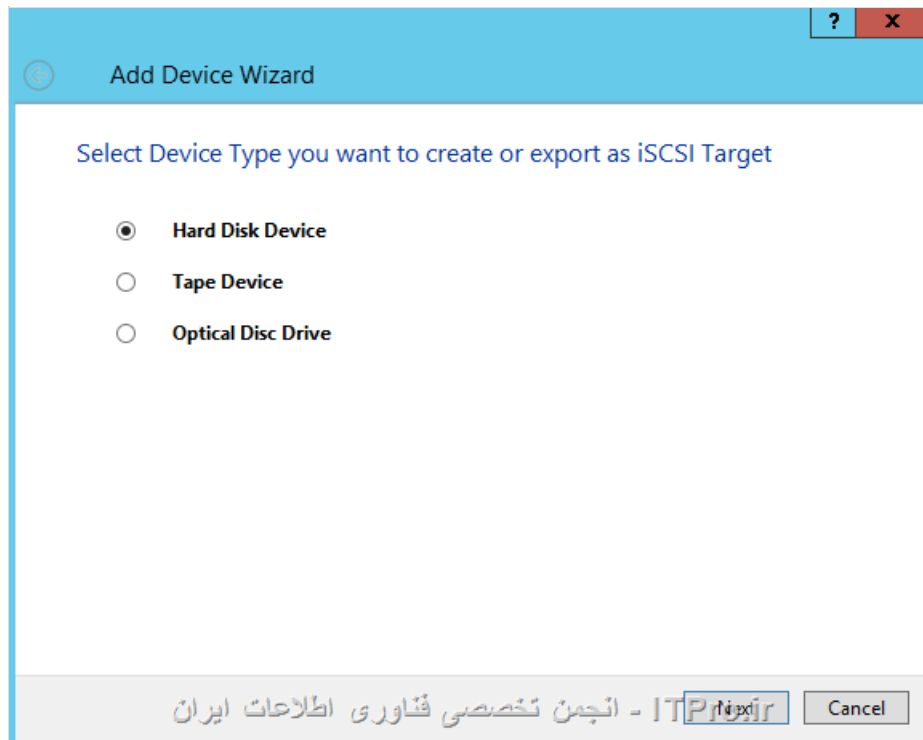 ? x
Add Device Wizard
Select Device Type you want to create or export as iSCSI Target
Hard Disk Device
Tape Device
Optical Disc Drive
Next Cancel
ITPro.ir - انجمن تخصصی فناوری اطلاعات ایران